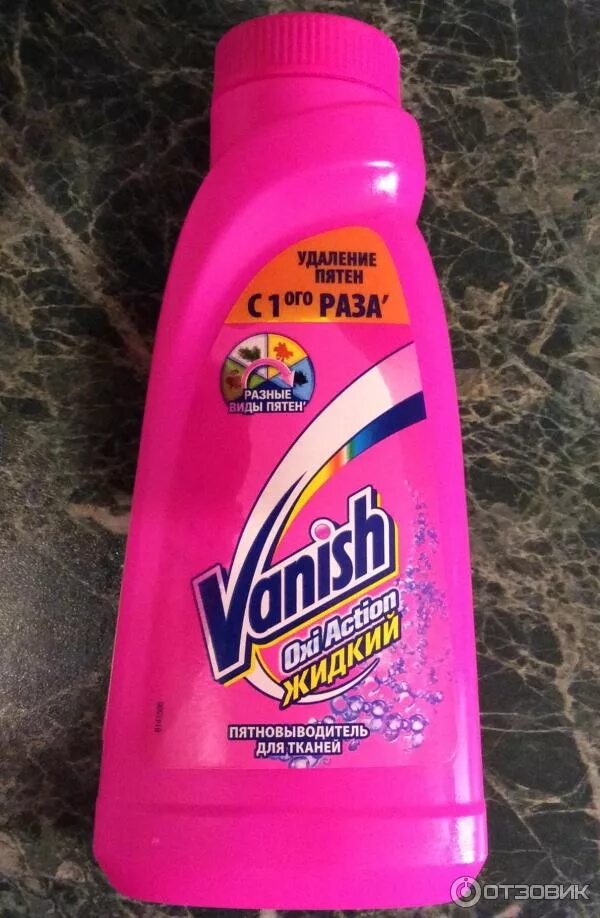 УДАЛЕНИЕ
ПЯТЕН
С 1ОГО РАЗА'
РАЗНЫЕ
ВИДЫ ПЯТЕН'
Vanish
Oxi Action
ЖИДКИЙ
ПЯТНОВЫВОДИТЕЛЬ
ДЛЯ ТКАНЕЙ
ОТЗОВИК